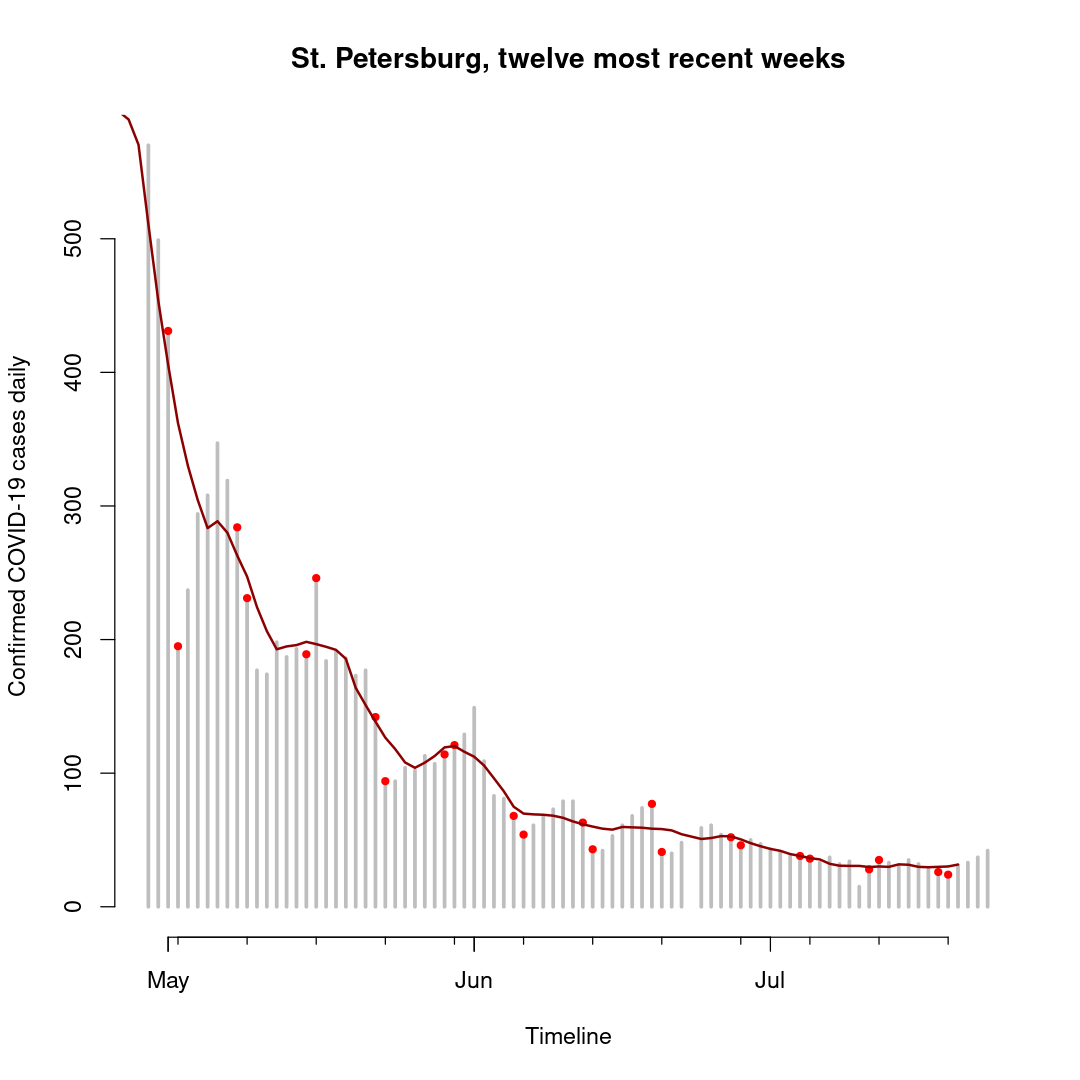 St. Petersburg, twelve most recent weeks
Confirmed COVID-19 cases daily
500
400
300
200
100
0
May Jun Jul
Timeline